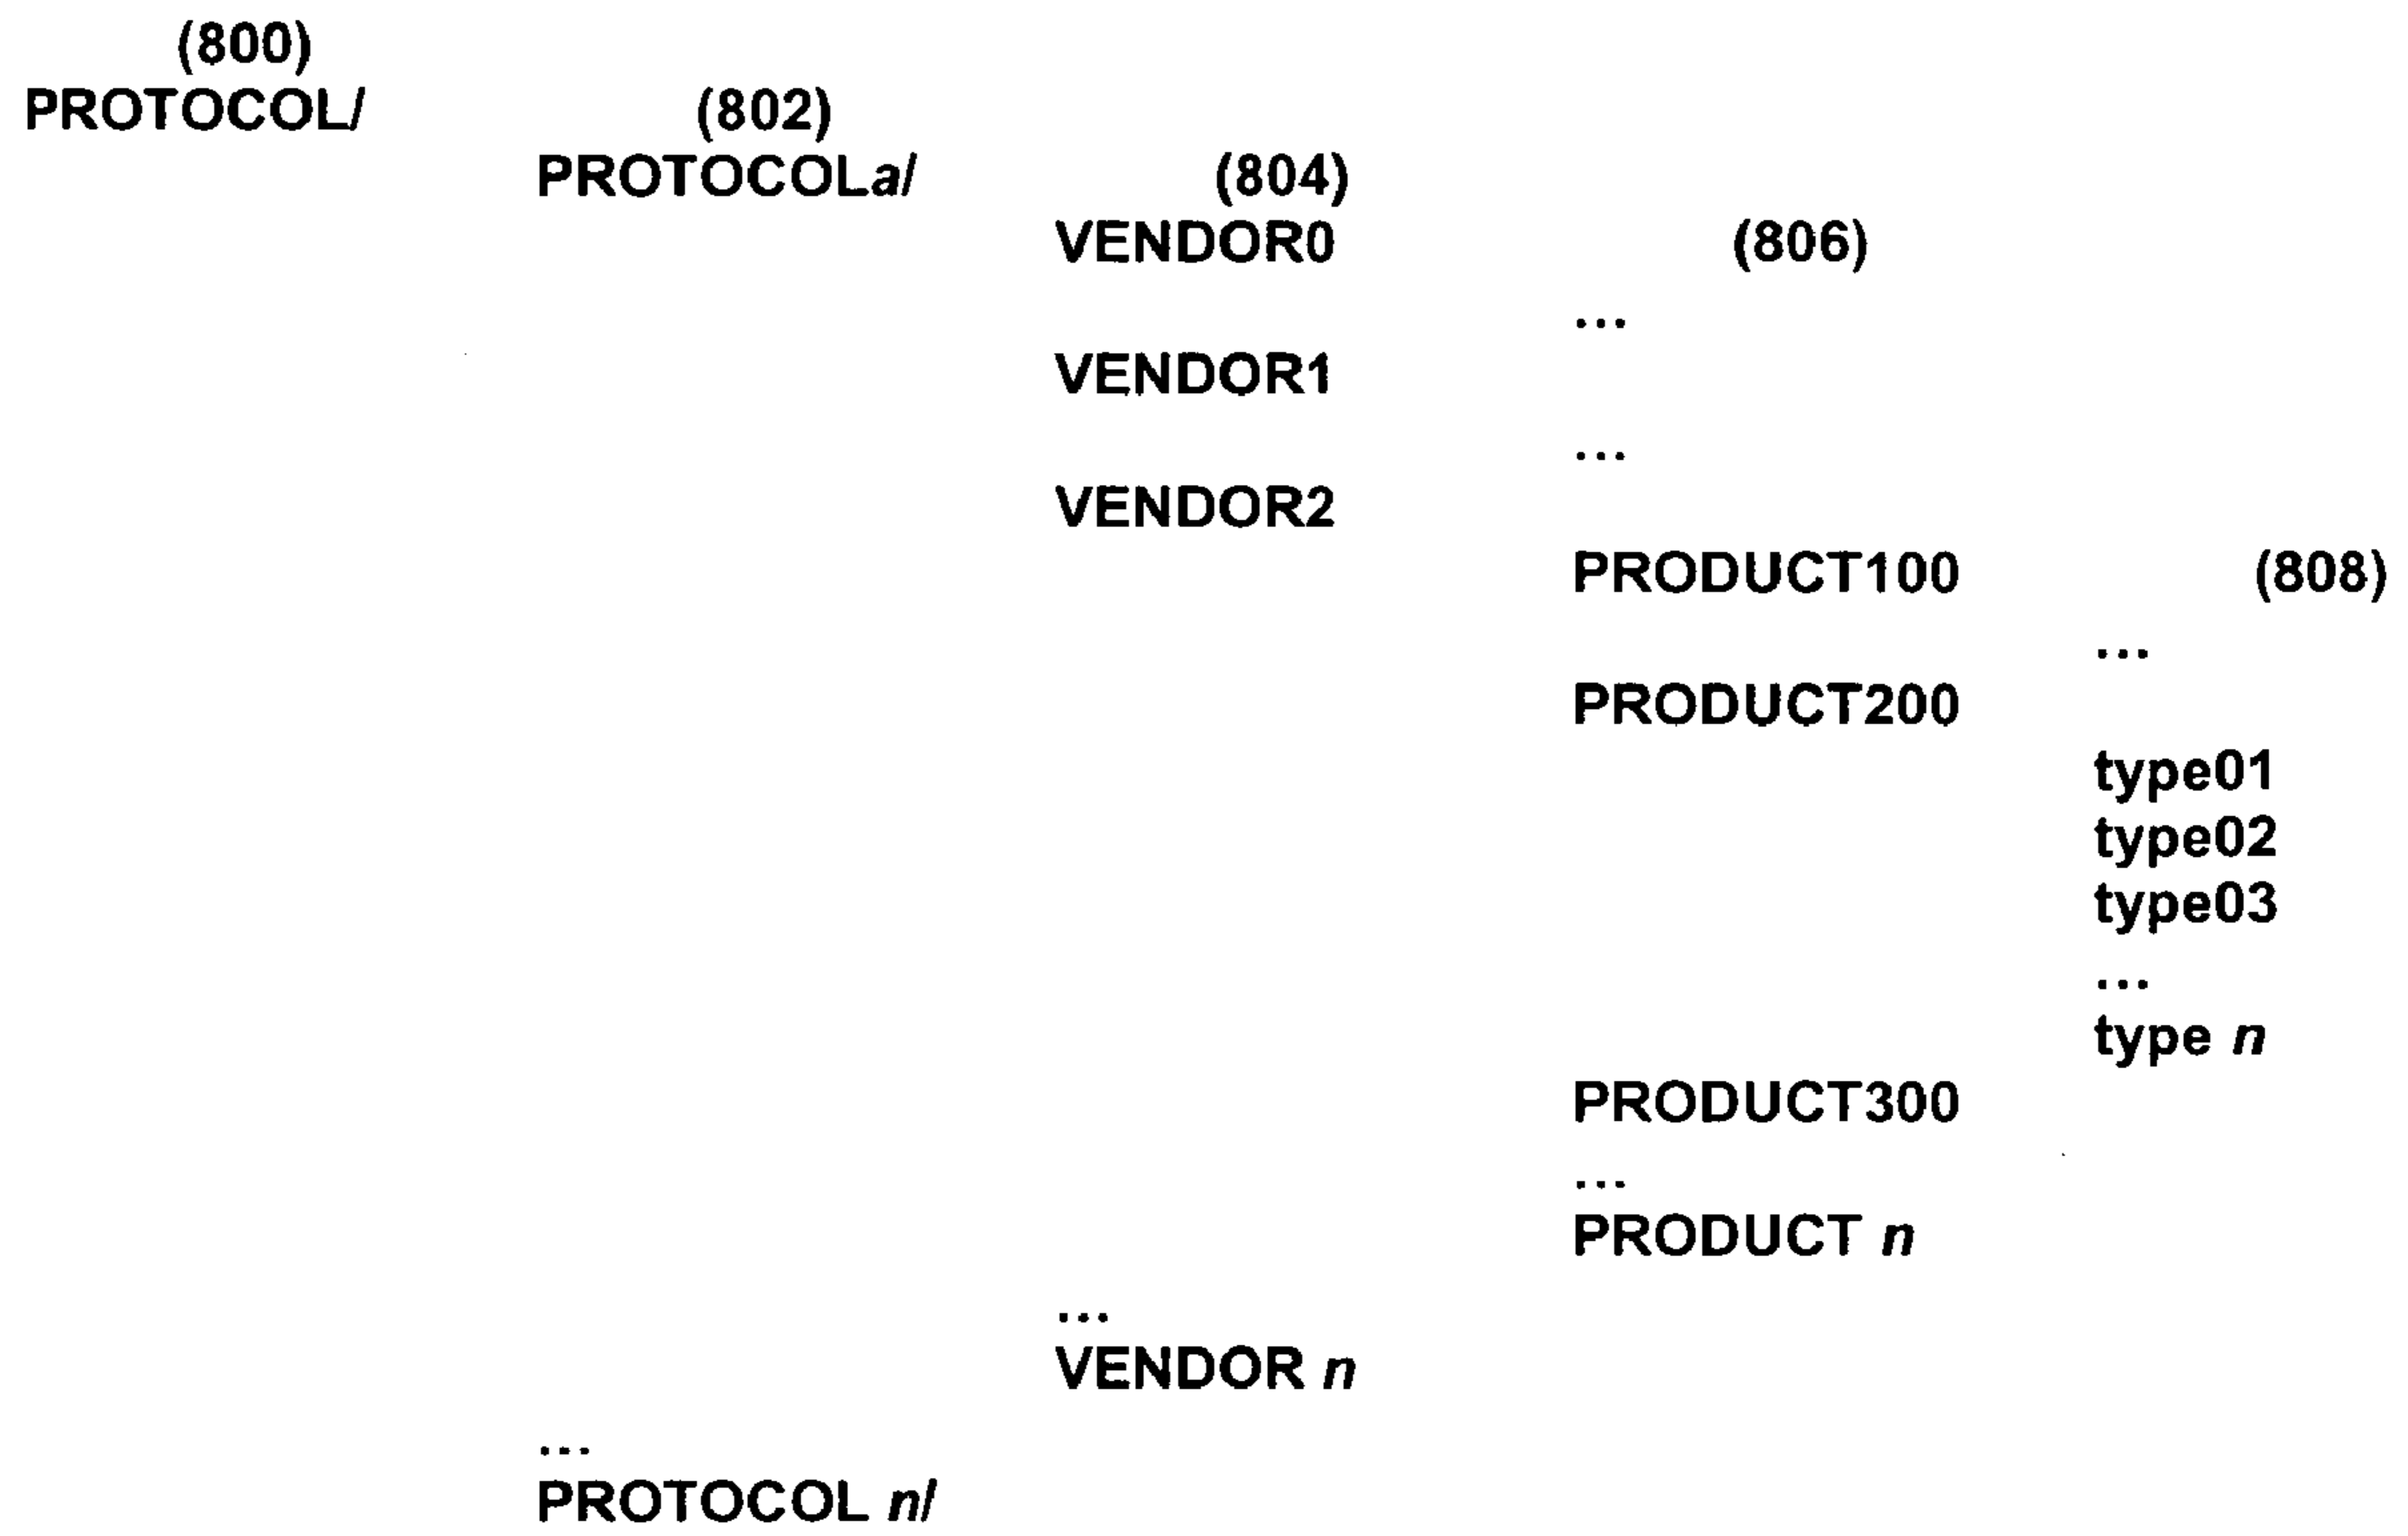 (800)
PROTOCOL/
(802)
PROTOCOLa/
(804)
VENDOR0
(806)
...
VENDOR1
...
VENDOR2
PRODUCT100
(808)
...
PRODUCT200
type01
type02
type03
...
type n
PRODUCT300
...
PRODUCT n
...
VENDOR n
...
PROTOCOL n/